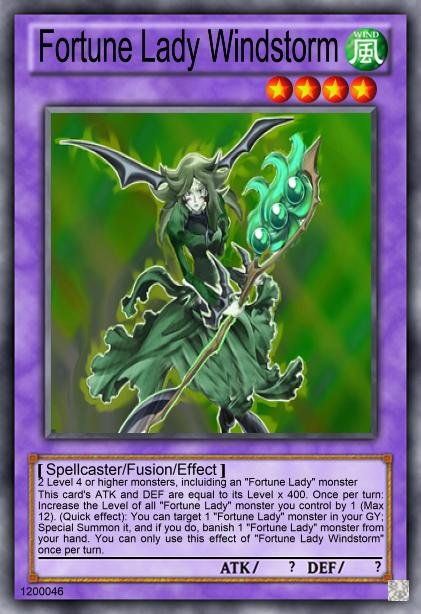 Fortune Lady Windstorm
WIND
風
[ Spellcaster/Fusion/Effect ]
2 Level 4 or higher monsters, incluiding an "Fortune Lady" monster
This card's ATK and DEF are equal to its Level x 400. Once per turn:
Increase the Level of all "Fortune Lady" monster you control by 1 (Max
12). (Quick effect): You can target 1 "Fortune Lady" monster in your GY;
Special Summon it, and if you do, banish 1 "Fortune Lady" monster from
your hand. You can only use this effect of "Fortune Lady Windstorm"
once per turn.
ATK/ ? DEF/ ?
1200046